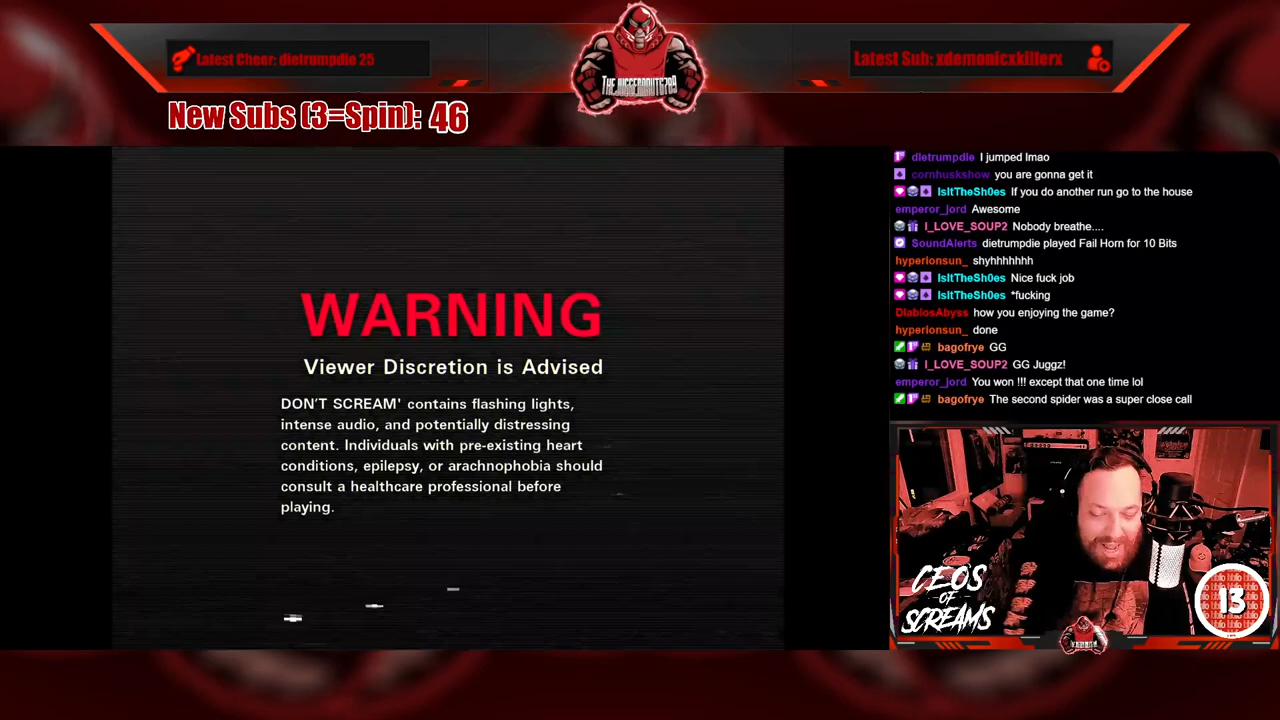 Latest Cheer: dietrumpdie 25
THEJUGGERNAUT6789
Latest Sub: xdemonicxkillerx
New Subs (3=Spin): 46
WARNING
Viewer Discretion is Advised
DON'T SCREAM' contains flashing lights,
intense audio, and potentially distressing
content. Individuals with pre-existing heart
conditions, epilepsy, or arachnophobia should
consult a healthcare professional before
playing.
dietrumpdie I jumped lmao
cornhuskshow you are gonna get it
IsItTheSh0es If you do another run go to the house
emperor_jord Awesome
I_LOVE_SOUP2 Nobody breathe....
SoundAlerts dietrumpdie played Fail Horn for 10 Bits
hyperionsun_ shyhhhhhh
IsItTheSh0es Nice fuck job
IsItTheSh0es *fucking
DiablosAbyss how you enjoying the game?
hyperionsun_ done
bagofrye GG
I_LOVE_SOUP2 GG Juggz!
emperor_jord You won !!! except that one time lol
bagofrye The second spider was a super close call
CEOS
OF
SCREAMS
13